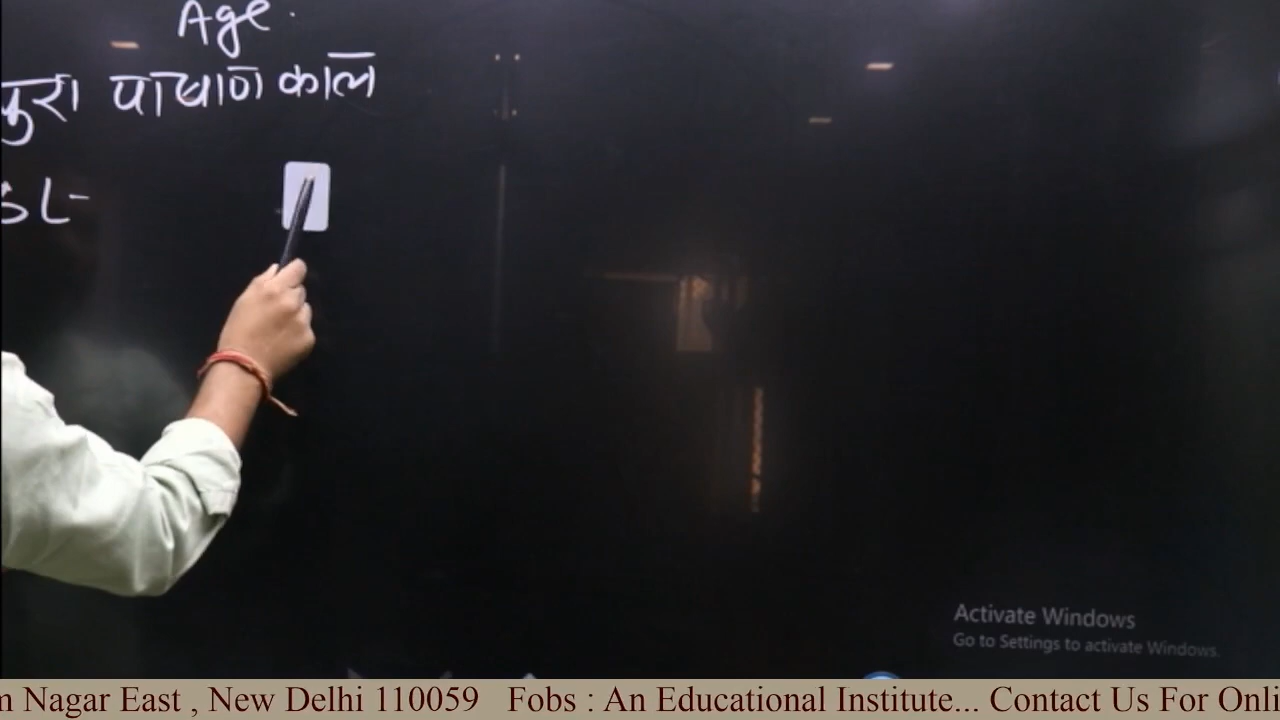 Age.
पुरा पाषाण काल
Activate Windows
Go to Settings to activate Windows.
m Nagar East , New Delhi 110059 Fobs : An Educational Institute... Contact Us For Onli